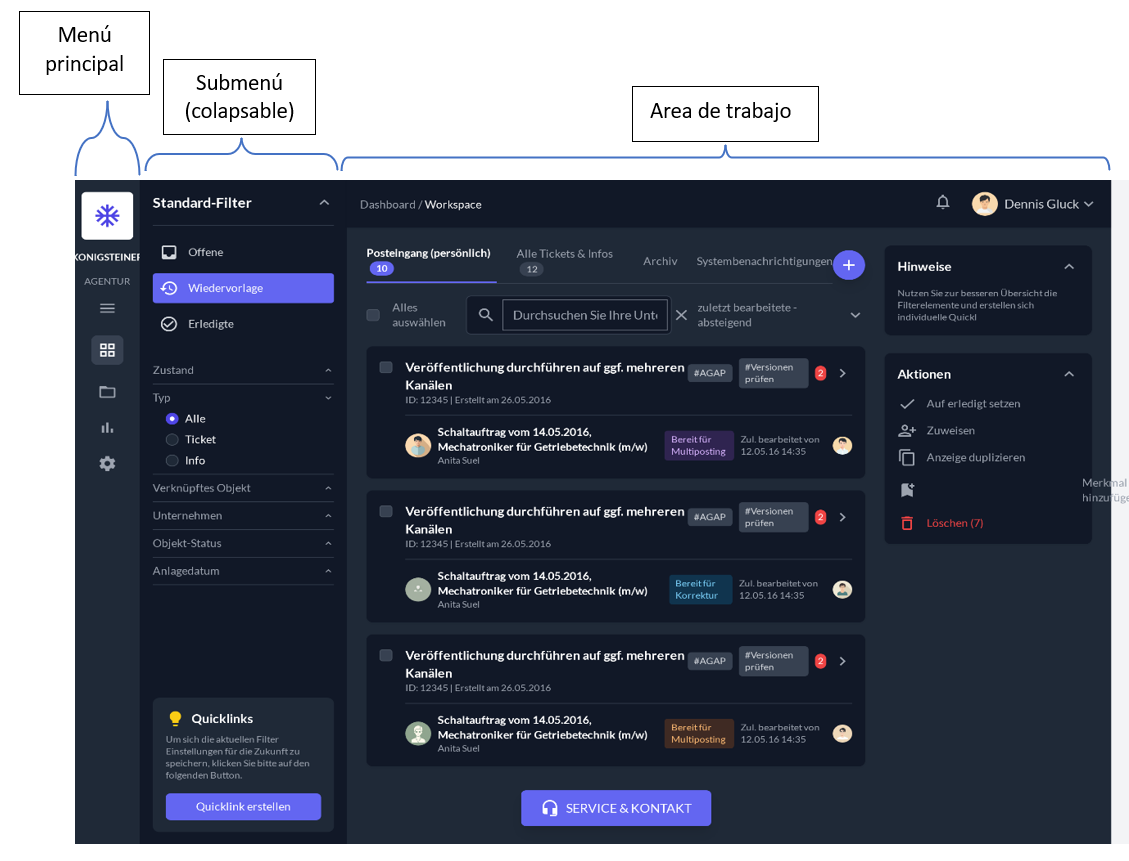 Menú
principal
Submenú
(colapsable)
Area de trabajo
KONIGSTEINER
AGENTUR
Standard-Filter
Offene
Wiedervorlage
Erledigte
Zustand
Typ
Alle
Ticket
Info
Verknüpftes Objekt
Unternehmen
Objekt-Status
Anlagedatum
Quicklinks
Um sich die aktuellen Filter
Einstellungen für die Zukunft zu
speichern, klicken Sie bitte auf den
folgenden Button.
Quicklink erstellen
Dashboard / Workspace
Dennis Gluck
Posteingang (persönlich)
10
Alle Tickets & Infos
12
Archiv
Systembenachrichtigungen
Alles
auswählen
Durchsuchen Sie Ihre Unte
zuletzt bearbeitete -
absteigend
Veröffentlichung durchführen auf ggf. mehreren
Kanälen
ID: 12345 | Erstellt am 26.05.2016
#AGAP
#Versionen
prüfen
2
Schaltauftrag vom 14.05.2016,
Mechatroniker für Getriebetechnik (m/w)
Anita Suel
Bereit für
Multiposting
Zul. bearbeitet von
12.05.16 14:35
Veröffentlichung durchführen auf ggf. mehreren
Kanälen
ID: 12345 | Erstellt am 26.05.2016
#AGAP
#Versionen
prüfen
2
Schaltauftrag vom 14.05.2016,
Mechatroniker für Getriebetechnik (m/w)
Anita Suel
Bereit für
Korrektur
Zul. bearbeitet von
12.05.16 14:35
Veröffentlichung durchführen auf ggf. mehreren
Kanälen
ID: 12345 | Erstellt am 26.05.2016
#AGAP
#Versionen
prüfen
2
Schaltauftrag vom 14.05.2016,
Mechatroniker für Getriebetechnik (m/w)
Anita Suel
Bereit für
Multiposting
Zul. bearbeitet von
12.05.16 14:35
SERVICE & KONTAKT
Hinweise
Nutzen Sie zur besseren Übersicht die
Filterelemente und erstellen sich
individuelle Quickl
Aktionen
Auf erledigt setzen
Zuweisen
Anzeige duplizieren
Merkmal
hinzufüge
Löschen (7)